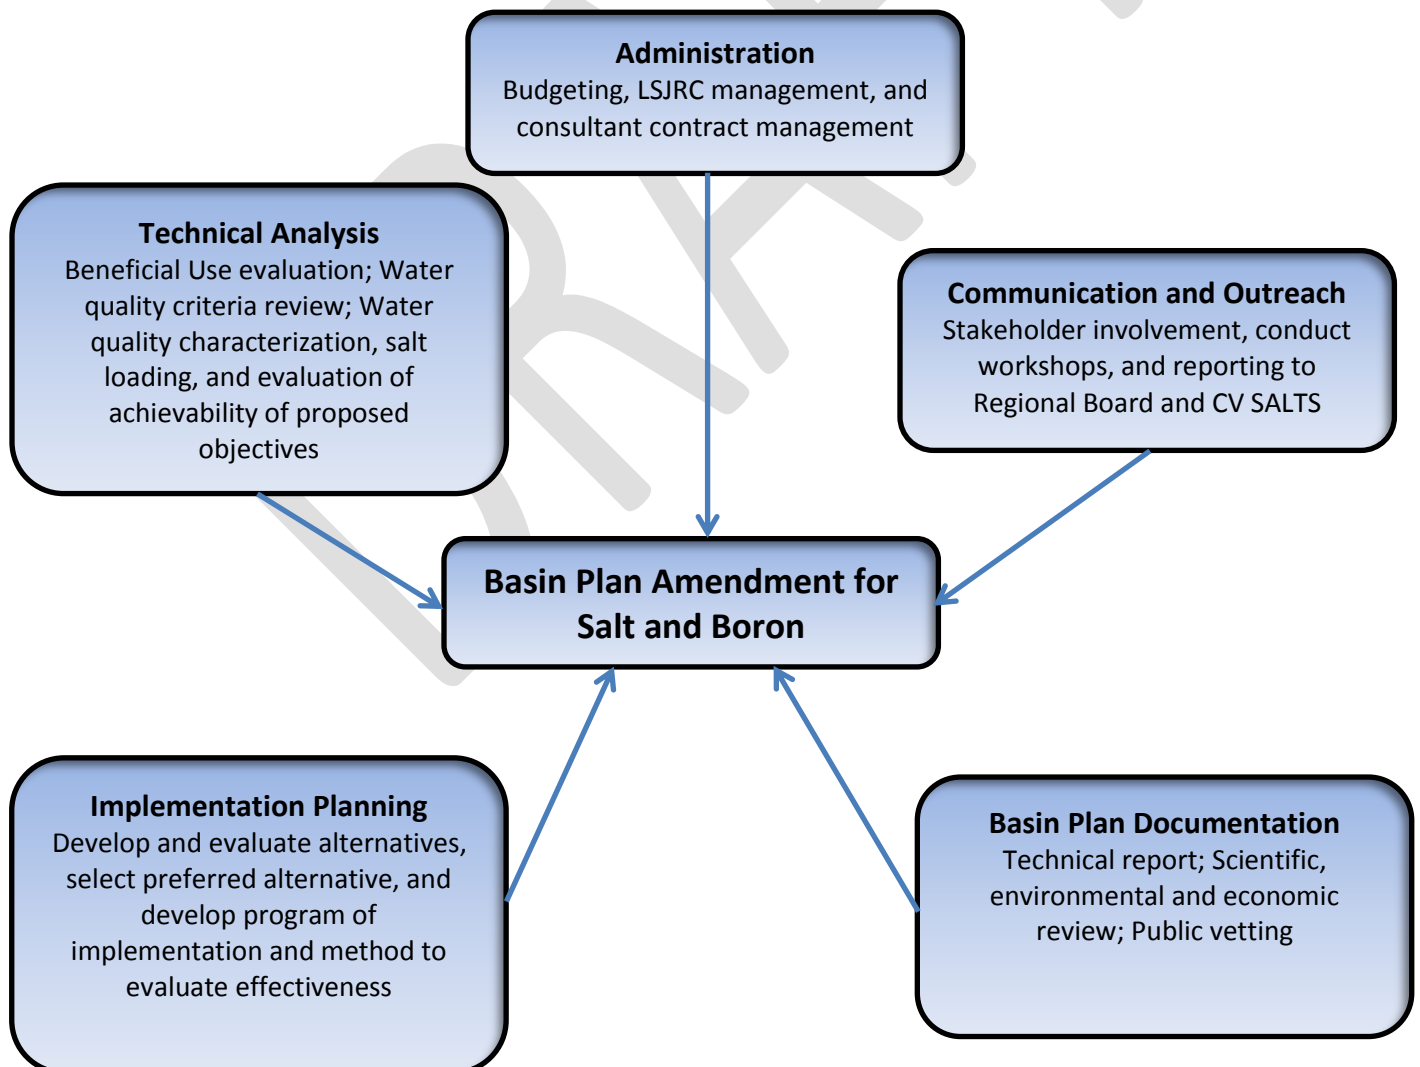 Administration
Budgeting, LSJRC management, and
consultant contract management
Technical Analysis
Beneficial Use evaluation; Water
quality criteria review; Water
quality characterization, salt
loading, and evaluation of
achievability of proposed
objectives
Communication and Outreach
Stakeholder involvement, conduct
workshops, and reporting to
Regional Board and CV SALTS
Basin Plan Amendment for
Salt and Boron
Implementation Planning
Develop and evaluate alternatives,
select preferred alternative, and
develop program of
implementation and method to
evaluate effectiveness
Basin Plan Documentation
Technical report; Scientific,
environmental and economic
review; Public vetting